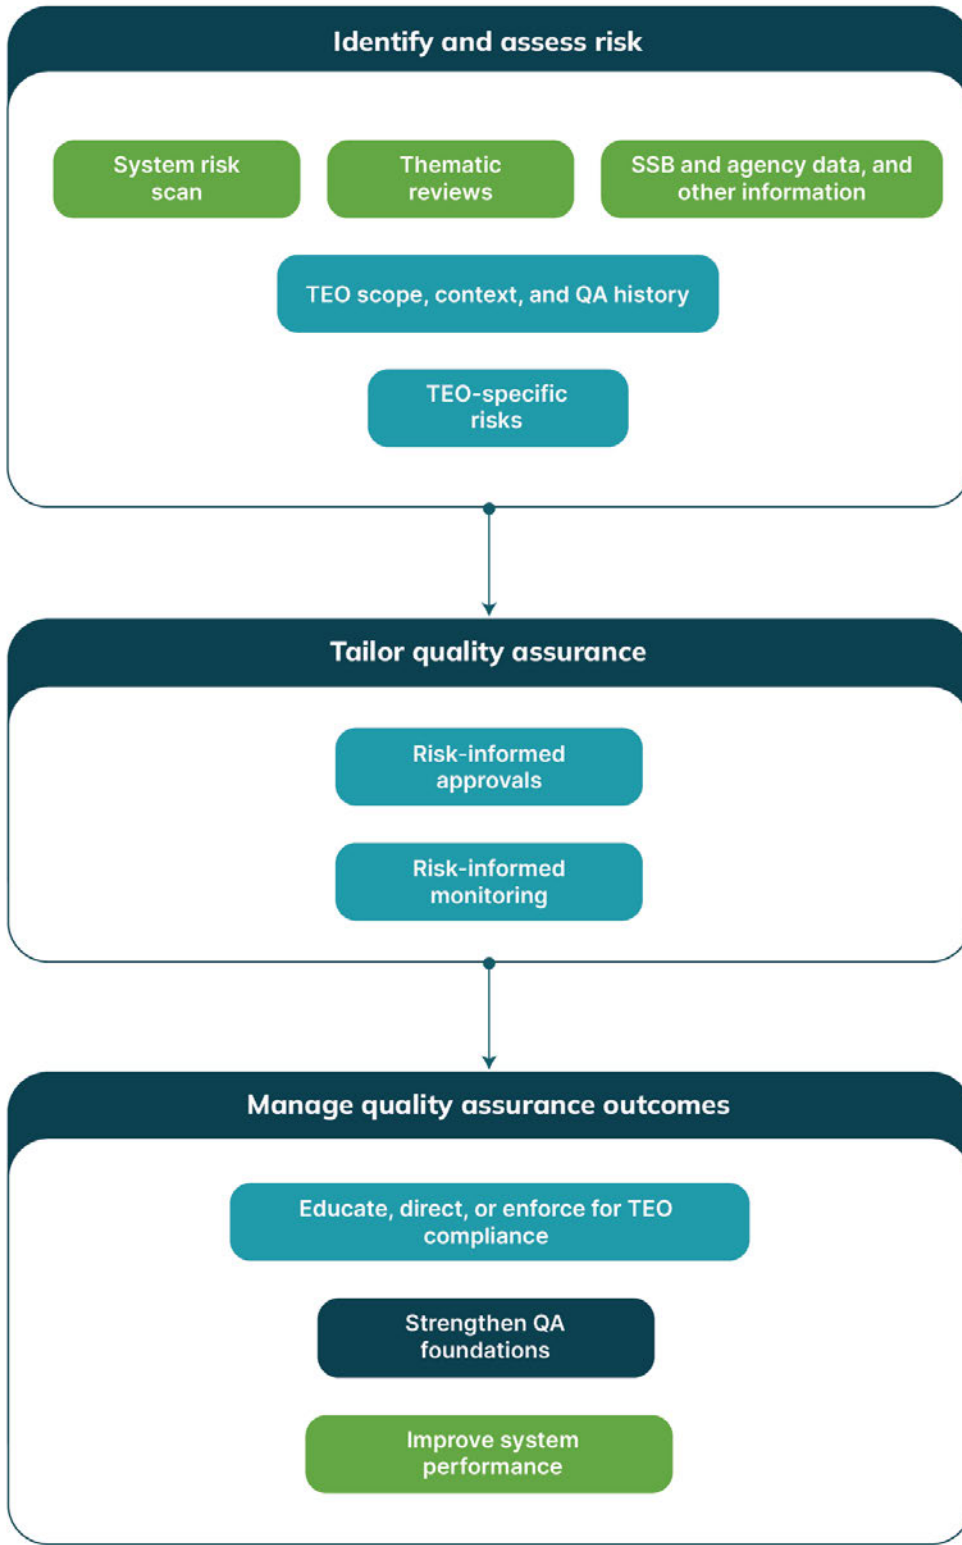 Identify and assess risk
System risk
scan
Thematic
reviews
SSB and agency data, and
other information
TEO scope, context, and QA history
TEO-specific
risks
Tailor quality assurance
Risk-informed
approvals
Risk-informed
monitoring
Manage quality assurance outcomes
Educate, direct, or enforce for TEO
compliance
Strengthen QA
foundations
Improve system
performance